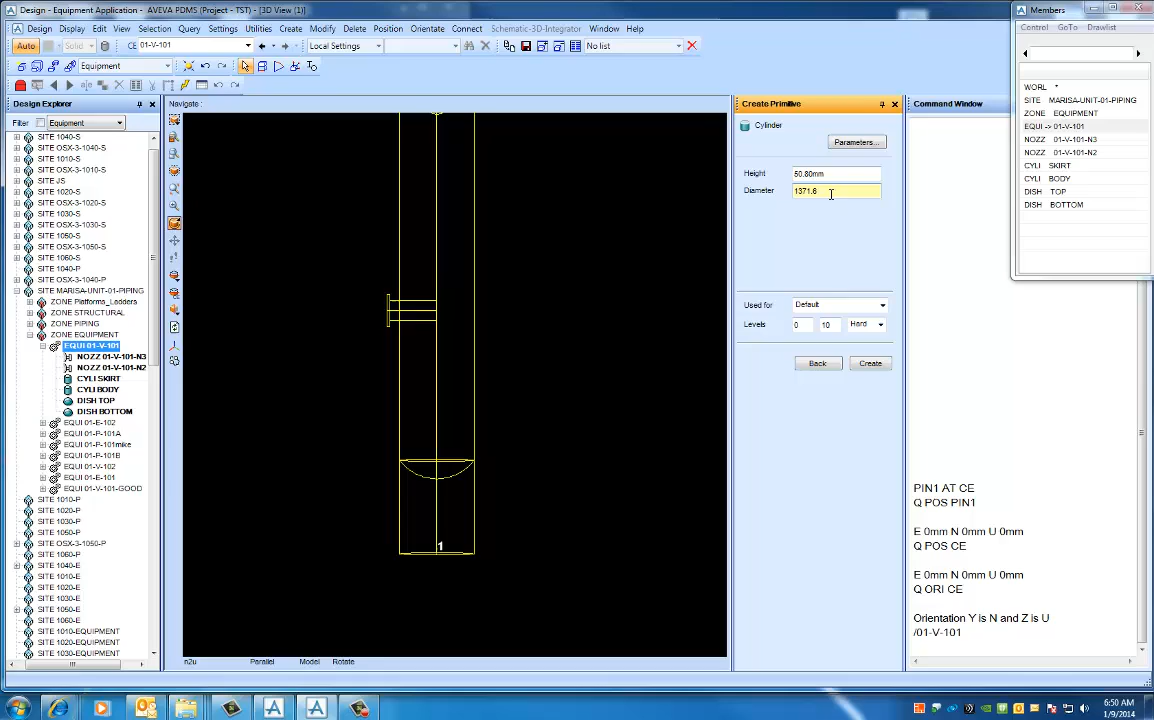 Design - Equipment Application - AVEVA PDMS (Project - TST) - [3D View (1)]
Design Display Edit View Selection Query Settings Utilities Create Modify Delete Position Orientate Connect Schematic-3D-Integrator Window Help
Auto Solid CE 01-V-101 Local Settings No list
Equipment
Design Explorer
Filter Equipment
SITE 1040-S
SITE OSX-3-1040-S
SITE 1010-S
SITE OSX-3-1010-S
SITE JS
SITE 1020-S
SITE OSX-3-1020-S
SITE 1030-S
SITE OSX-3-1030-S
SITE 1050-S
SITE OSX-3-1050-S
SITE 1060-S
SITE 1040-P
SITE OSX-3-1040-P
SITE MARISA-UNIT-01-PIPING
ZONE Platforms_Ladders
ZONE STRUCTURAL
ZONE PIPING
ZONE EQUIPMENT
EQUI 01-V-101
NOZZ 01-V-101-N3
NOZZ 01-V-101-N2
CYLI SKIRT
CYLI BODY
DISH TOP
DISH BOTTOM
EQUI 01-E-102
EQUI 01-P-101A
EQUI 01-P-101mike
EQUI 01-P-101B
EQUI 01-V-102
EQUI 01-E-101
EQUI 01-V-101-GOOD
SITE 1010-P
SITE 1020-P
SITE 1030-P
SITE 1050-P
SITE OSX-3-1050-P
SITE 1060-P
SITE 1040-E
SITE 1010-E
SITE 1020-E
SITE 1030-E
SITE 1050-E
SITE 1060-E
SITE 1010-EQUIPMENT
SITE 1020-EQUIPMENT
SITE 1030-EQUIPMENT
Navigate :
1
n2u Parallel Model Rotate
Create Primitive
Cylinder
Parameters...
Height 50.80mm
Diameter 1371.6
Used for Default
Levels 0 10 Hard
Back Create
Command Window
PIN1 AT CE
Q POS PIN1
E 0mm N 0mm U 0mm
Q POS CE
E 0mm N 0mm U 0mm
Q ORI CE
Orientation Y is N and Z is U
/01-V-101
Members
Control GoTo Drawlist
WORL *
SITE MARISA-UNIT-01-PIPING
ZONE EQUIPMENT
EQUI -> 01-V-101
NOZZ 01-V-101-N3
NOZZ 01-V-101-N2
CYLI SKIRT
CYLI BODY
DISH TOP
DISH BOTTOM
6:50 AM
1/9/2014